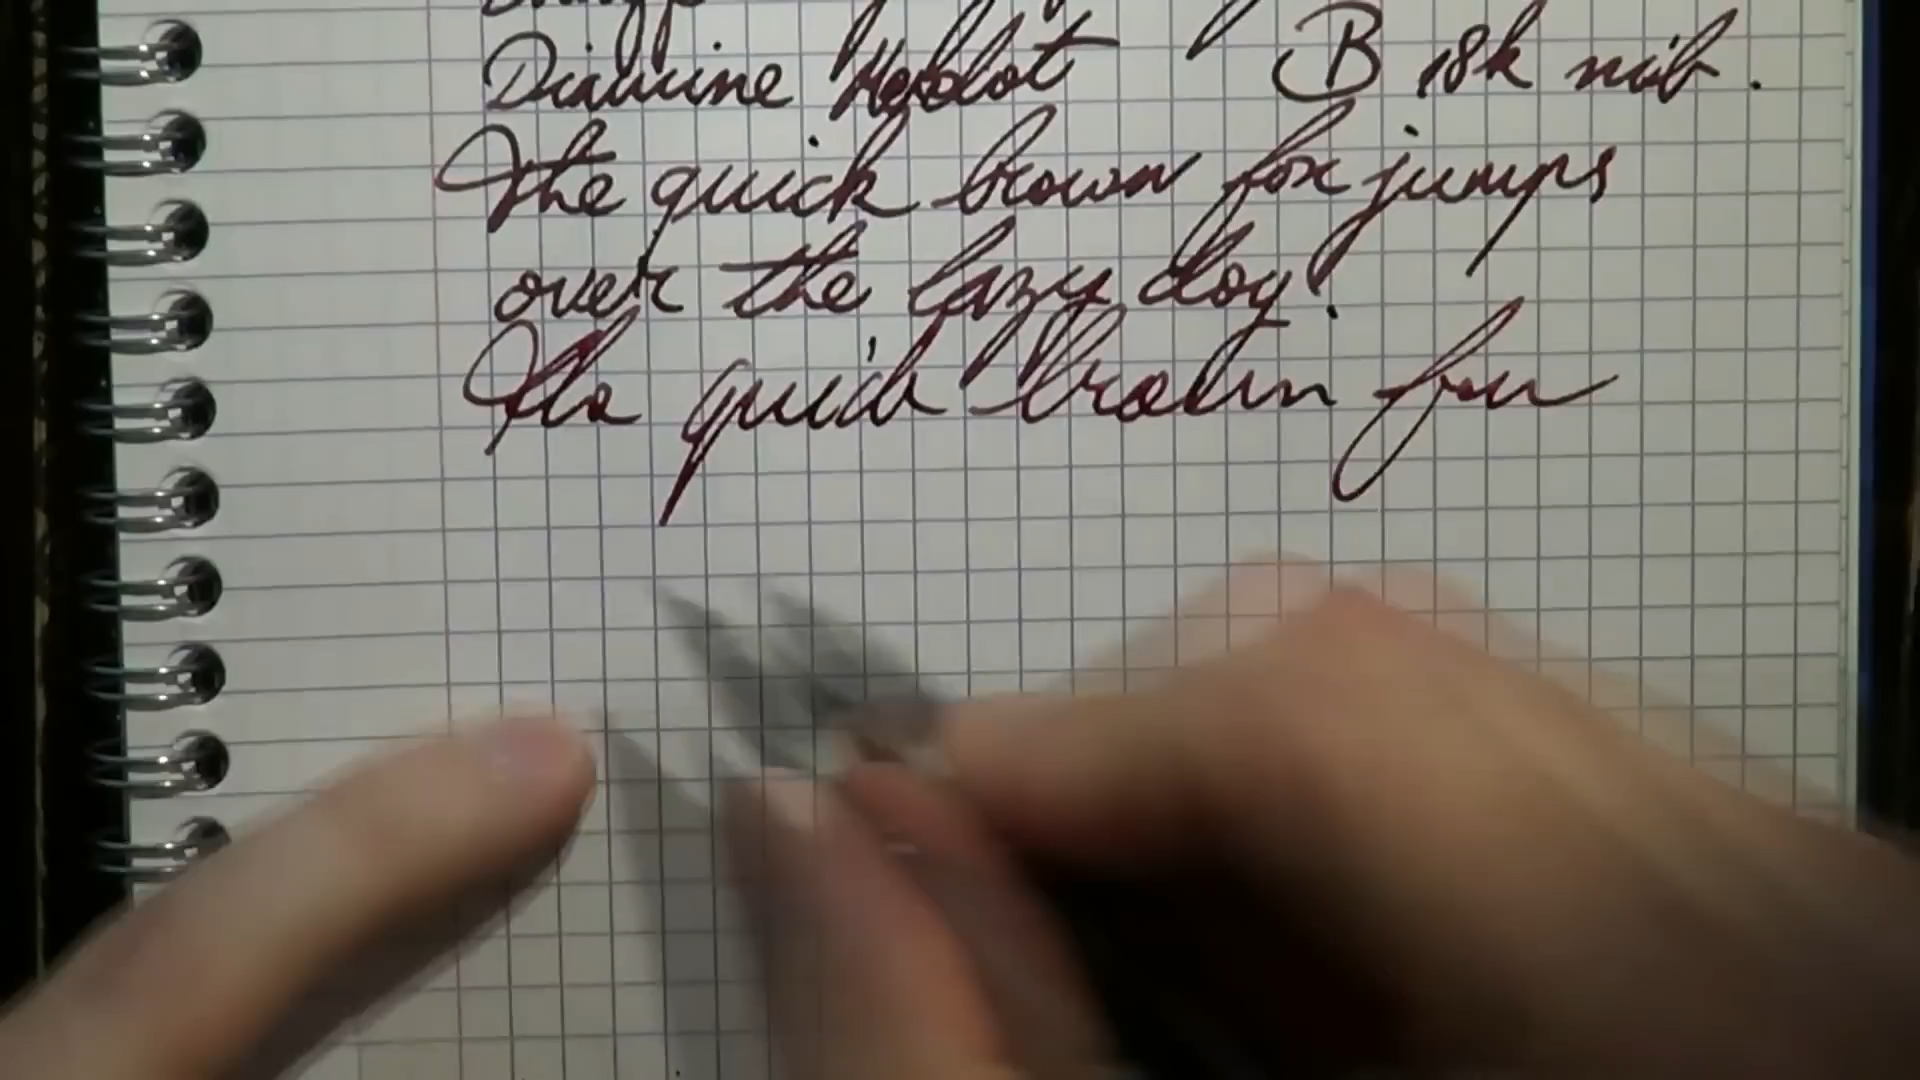 Diamine Merlot B 18k nib.
The quick brown fox jumps
over the lazy dog!
The quick brown fox